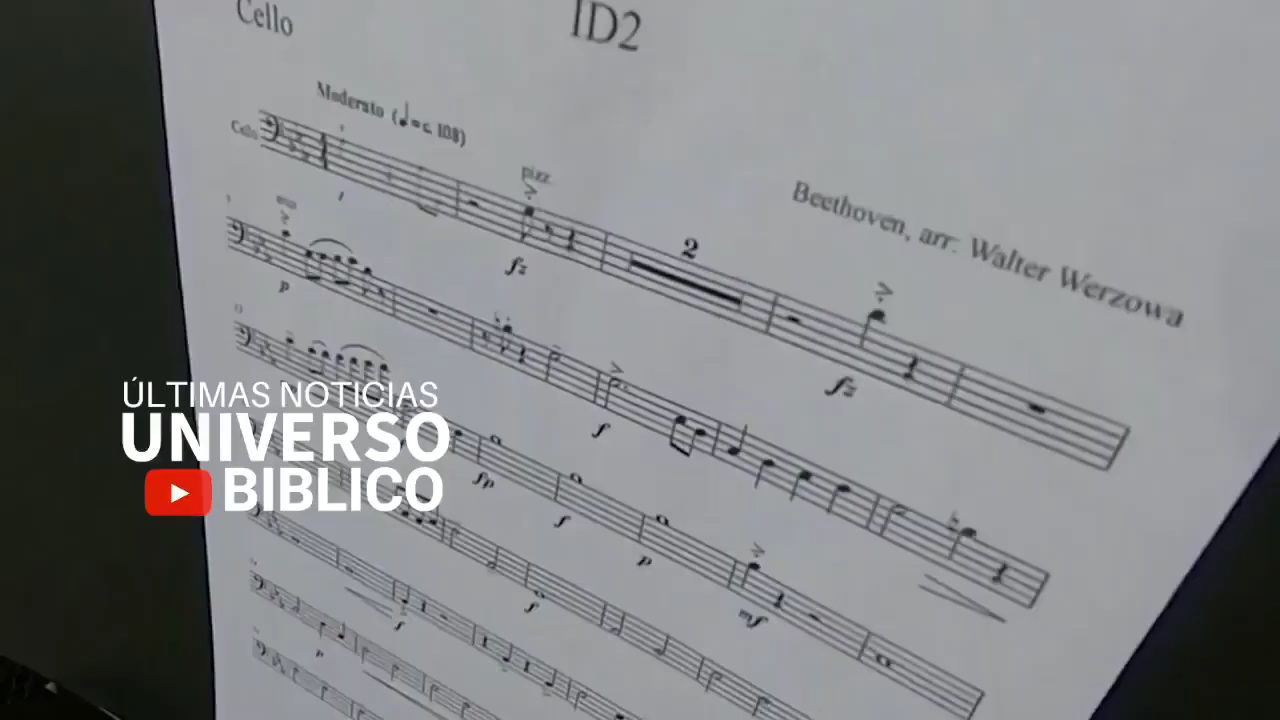 Cello
ID2
Moderato (♩= c. 108)
Cello
Beethoven, arr. Walter Werzowa
pizz.
2
fz
fz
p
f
fp
f
p
mf
f
f
p
ÚLTIMAS NOTICIAS
UNIVERSO
BIBLICO